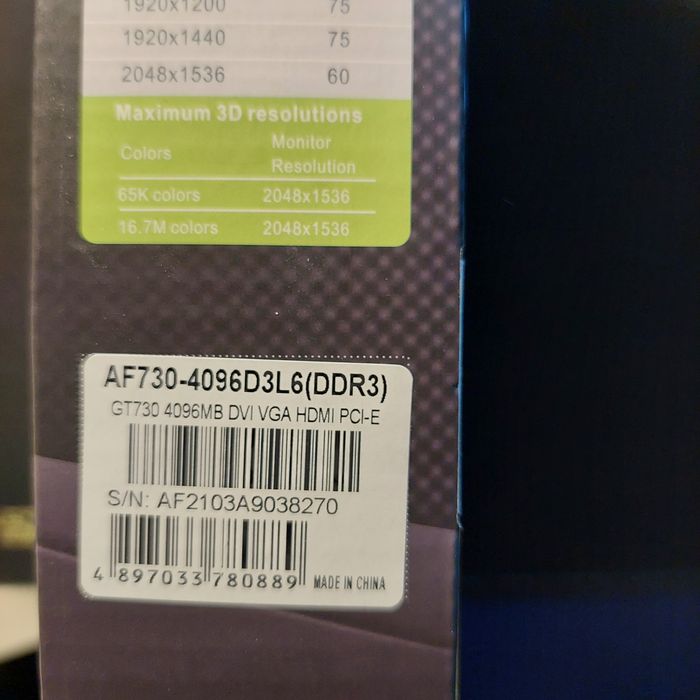 1920x1200 75
1920x1440 75
2048x1536 60
Maximum 3D resolutions
Colors Monitor Resolution
65K colors 2048x1536
16.7M colors 2048x1536
AF730-4096D3L6(DDR3)
GT730 4096MB DVI VGA HDMI PCI-E
S/N: AF2103A9038270
4 897033 780889 MADE IN CHINA